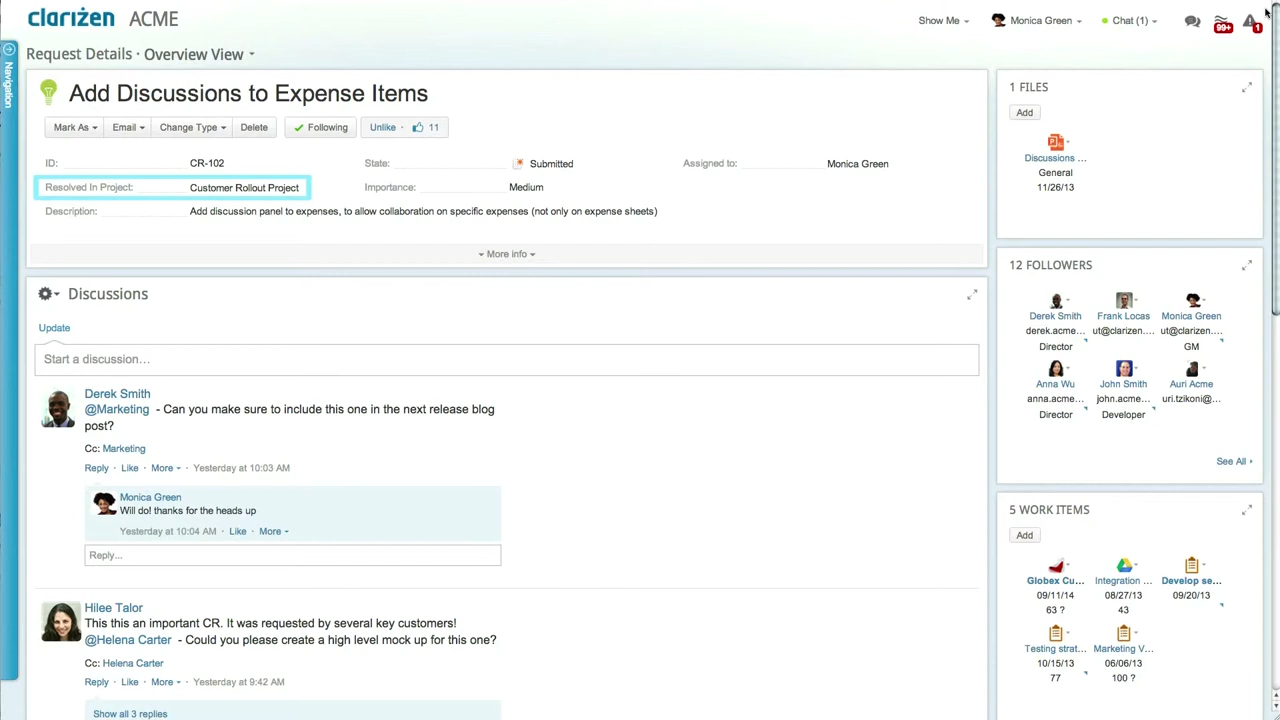 clarizen ACME
Show Me
Monica Green
Chat (1)
99+
1
Navigation
Request Details · Overview View
Add Discussions to Expense Items
Mark As
Email
Change Type
Delete
Following
Unlike · 11
ID: CR-102
State: Submitted
Assigned to: Monica Green
Resolved In Project: Customer Rollout Project
Importance: Medium
Description: Add discussion panel to expenses, to allow collaboration on specific expenses (not only on expense sheets)
More info
Discussions
Update
Start a discussion...
Derek Smith
@Marketing - Can you make sure to include this one in the next release blog
post?
Cc: Marketing
Reply · Like · More · Yesterday at 10:03 AM
Monica Green
Will do! thanks for the heads up
Yesterday at 10:04 AM · Like · More
Reply...
Hilee Talor
This this an important CR. It was requested by several key customers!
@Helena Carter - Could you please create a high level mock up for this one?
Cc: Helena Carter
Reply · Like · More · Yesterday at 9:42 AM
Show all 3 replies
1 FILES
Add
Discussions ...
General
11/26/13
12 FOLLOWERS
Derek Smith Frank Locas Monica Green
derek.acme... ut@clarizen.... ut@clarizen....
Director GM
Anna Wu John Smith Auri Acme
anna.acme... john.acme... uri.tzikoni@...
Director Developer
See All
5 WORK ITEMS
Add
Globex Cu... Integration ... Develop se...
09/11/14 08/27/13 09/20/13
63 ? 43
Testing strat... Marketing V...
10/15/13 06/06/13
77 100 ?